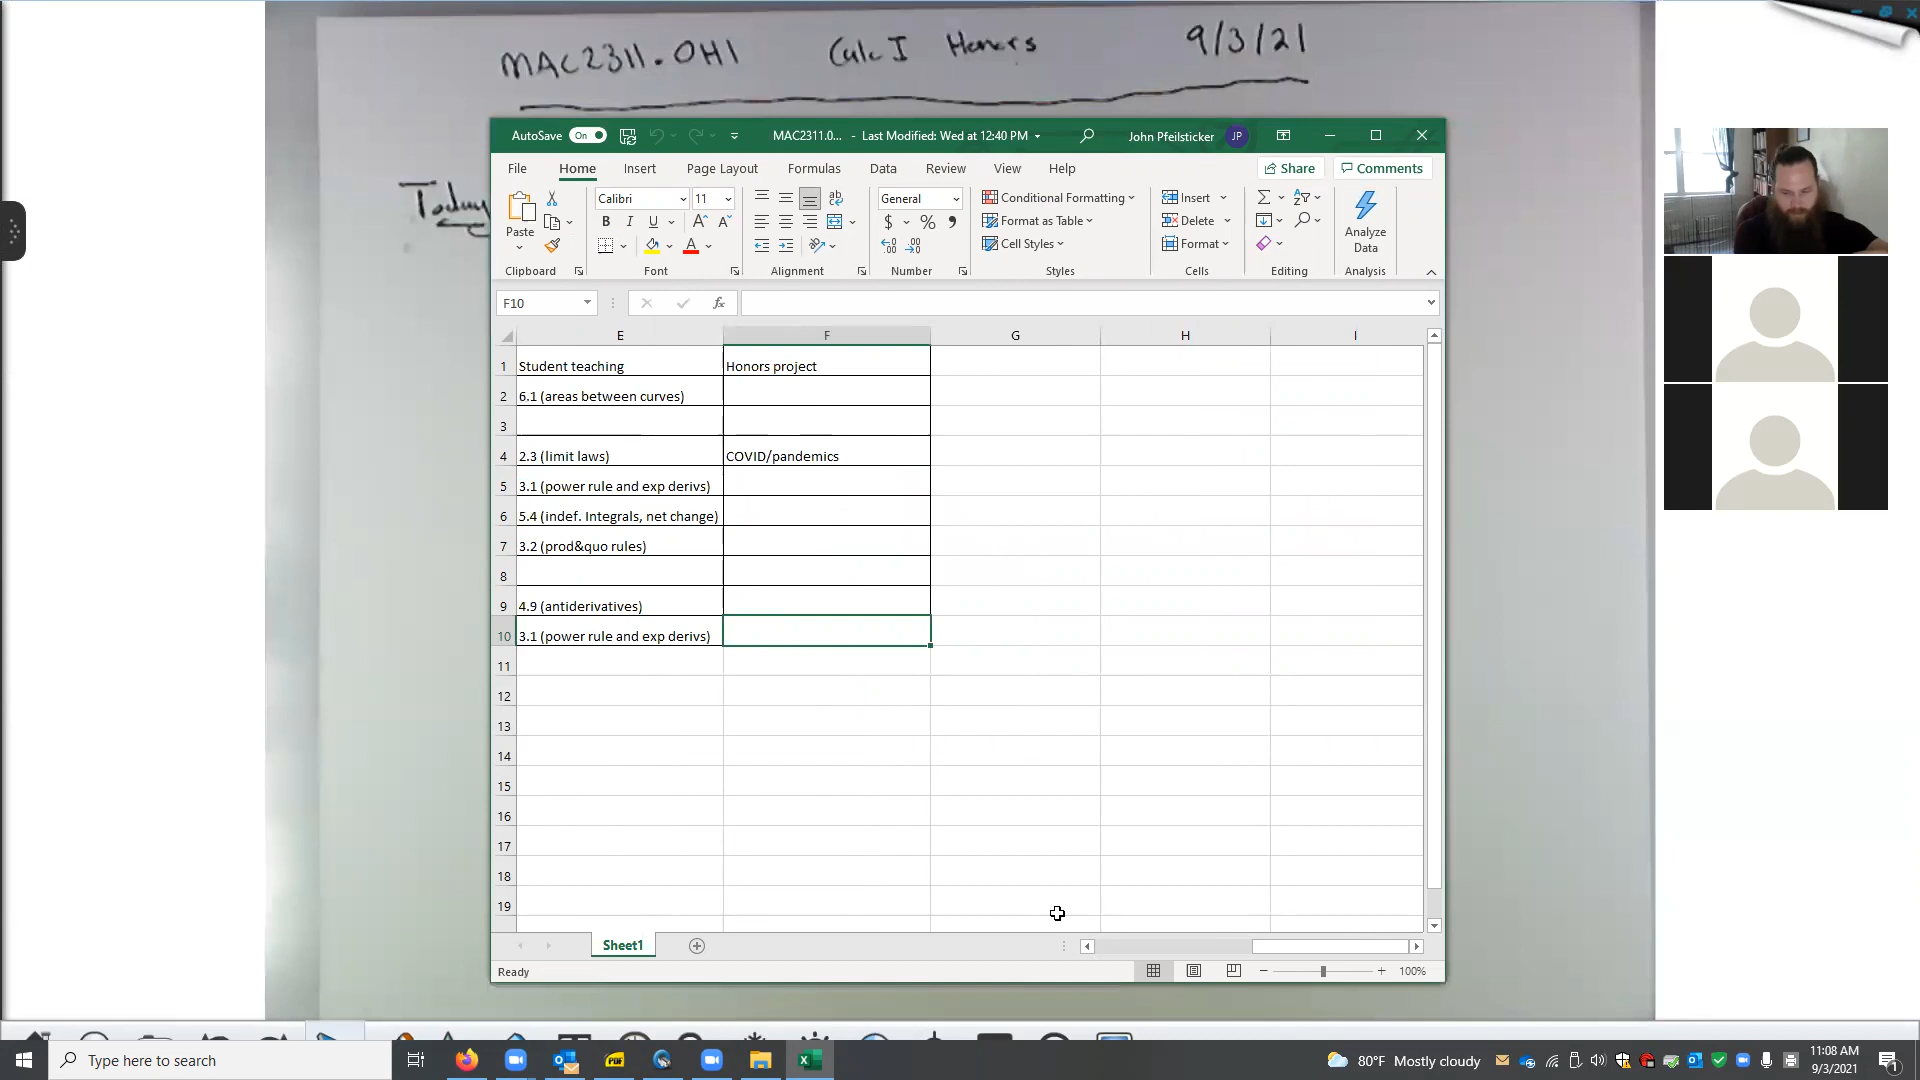 MAC2311.0H1 Calc I Honors 9/3/21
Today
AutoSave On MAC2311.0... - Last Modified: Wed at 12:40 PM John Pfeilsticker JP
File Home Insert Page Layout Formulas Data Review View Help Share Comments
Paste Calibri 11 General Conditional Formatting Insert
Format as Table Delete
Cell Styles Format Analyze Data
Clipboard Font Alignment Number Styles Cells Editing Analysis
F10 fx
E F G H I
1 Student teaching Honors project
2 6.1 (areas between curves)
3
4 2.3 (limit laws) COVID/pandemics
5 3.1 (power rule and exp derivs)
6 5.4 (indef. Integrals, net change)
7 3.2 (prod&quo rules)
8
9 4.9 (antiderivatives)
10 3.1 (power rule and exp derivs)
11
12
13
14
15
16
17
18
19
Sheet1
Ready 100%
Type here to search PDF 80°F Mostly cloudy 11:08 AM
9/3/2021